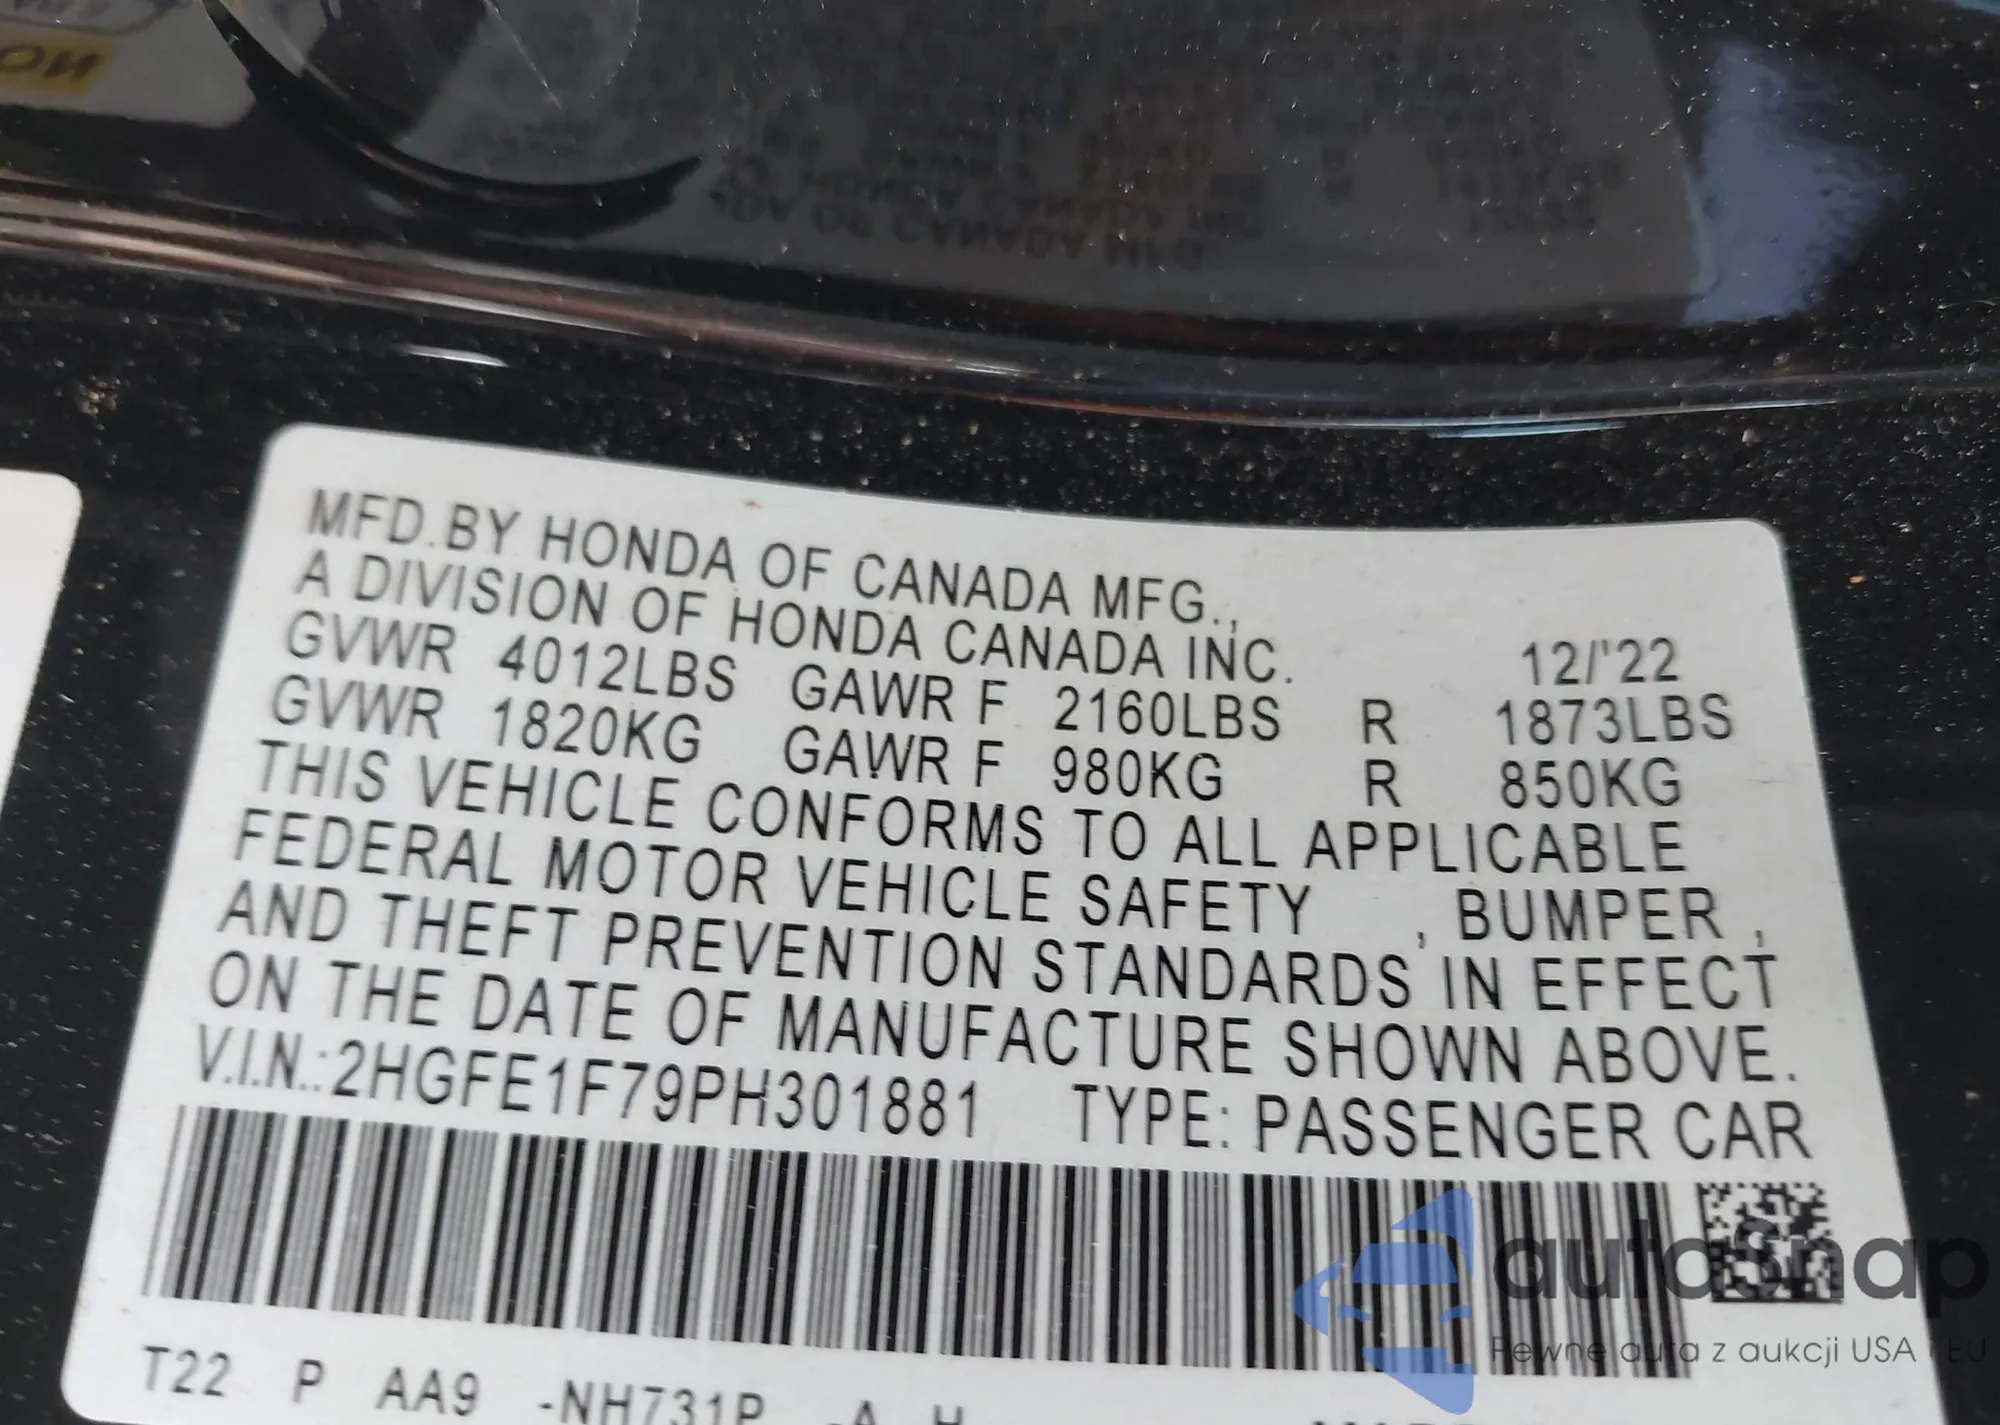 MFD.BY HONDA OF CANADA MFG.,
A DIVISION OF HONDA CANADA INC. 12/'22
GVWR 4012LBS GAWR F 2160LBS R 1873LBS
GVWR 1820KG GAWR F 980KG R 850KG
THIS VEHICLE CONFORMS TO ALL APPLICABLE
FEDERAL MOTOR VEHICLE SAFETY , BUMPER ,
AND THEFT PREVENTION STANDARDS IN EFFECT
ON THE DATE OF MANUFACTURE SHOWN ABOVE.
V.I.N.:2HGFE1F79PH301881 TYPE: PASSENGER CAR
T22 P AA9 -NH731P -A H
autoSnap
Pewne auta z aukcji USA i EU